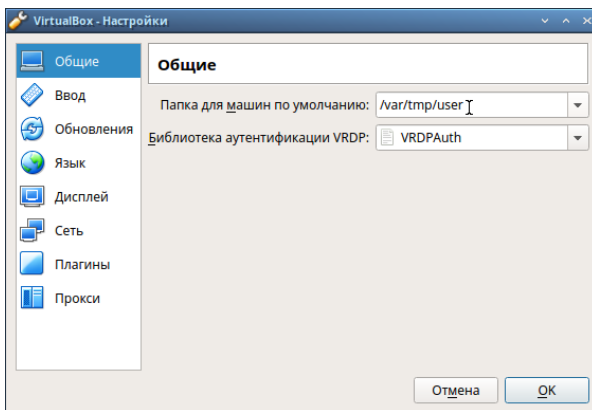 VirtualBox - Настройки
Общие
Ввод
Обновления
Язык
Дисплей
Сеть
Плагины
Прокси
Общие
Папка для машин по умолчанию: /var/tmp/user
Библиотека аутентификации VRDP: VRDPAuth
Отмена OK